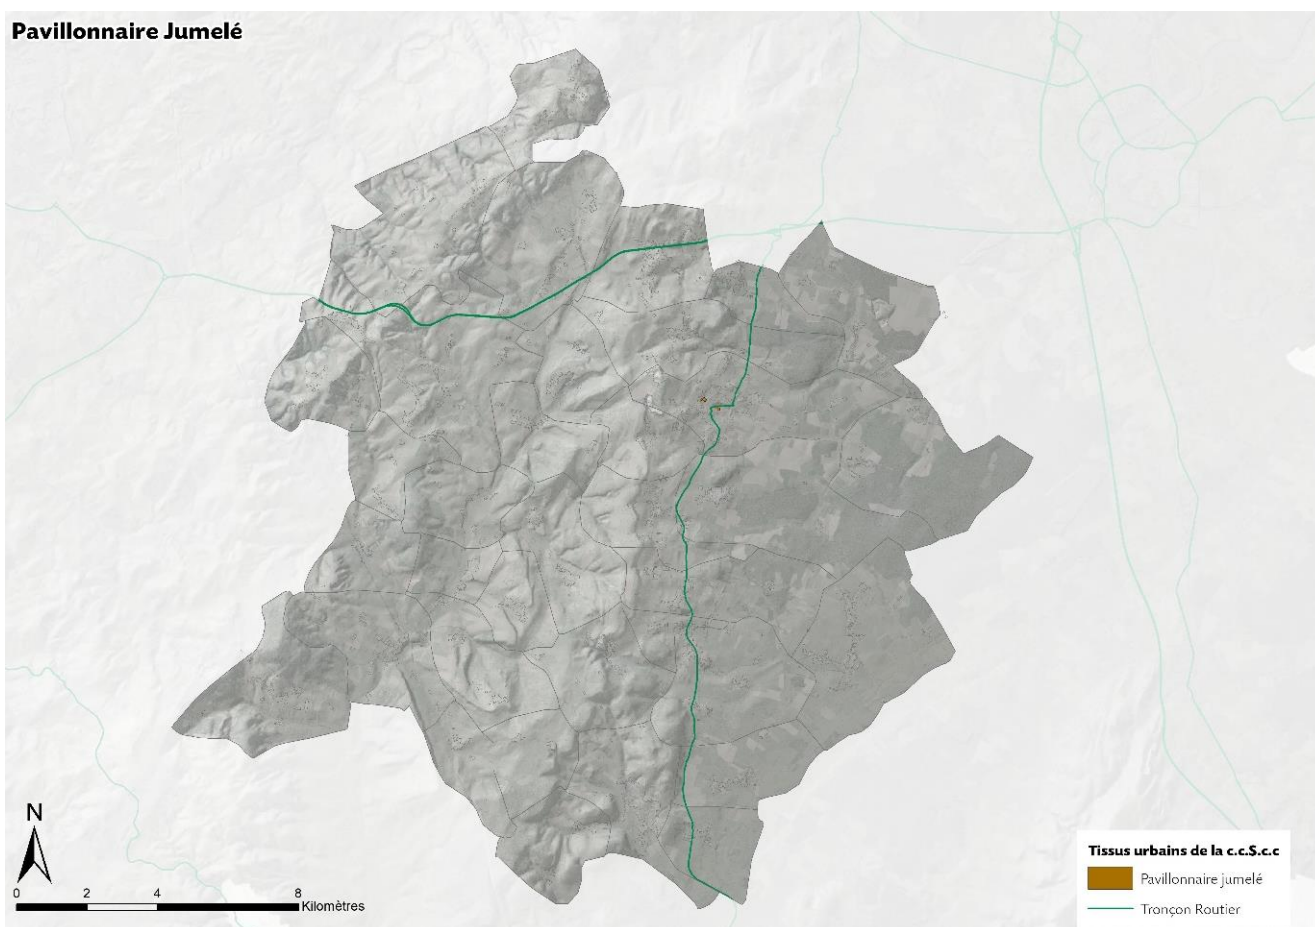 Pavillonnaire Jumelé
N
0 2 4 8
Kilomètres
Tissus urbains de la c.c.S.c.c
Pavillonnaire jumelé
Tronçon Routier